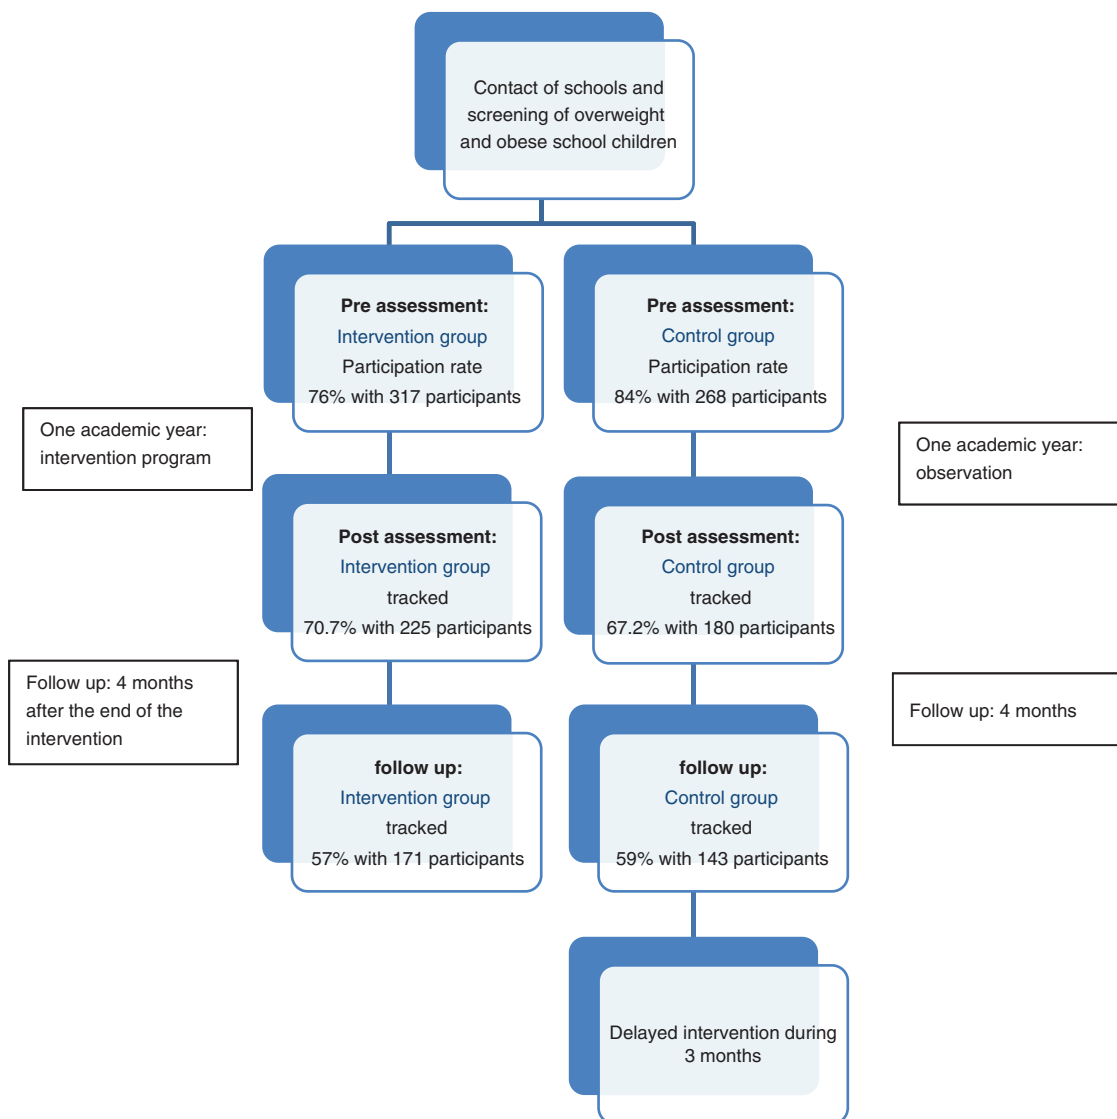 Contact of schools and
screening of overweight
and obese school children
Pre assessment:
Intervention group
Participation rate
76% with 317 participants
Pre assessment:
Control group
Participation rate
84% with 268 participants
One academic year:
intervention program
One academic year:
observation
Post assessment:
Intervention group
tracked
70.7% with 225 participants
Post assessment:
Control group
tracked
67.2% with 180 participants
Follow up: 4 months
after the end of the
intervention
Follow up: 4 months
follow up:
Intervention group
tracked
57% with 171 participants
follow up:
Control group
tracked
59% with 143 participants
Delayed intervention during
3 months